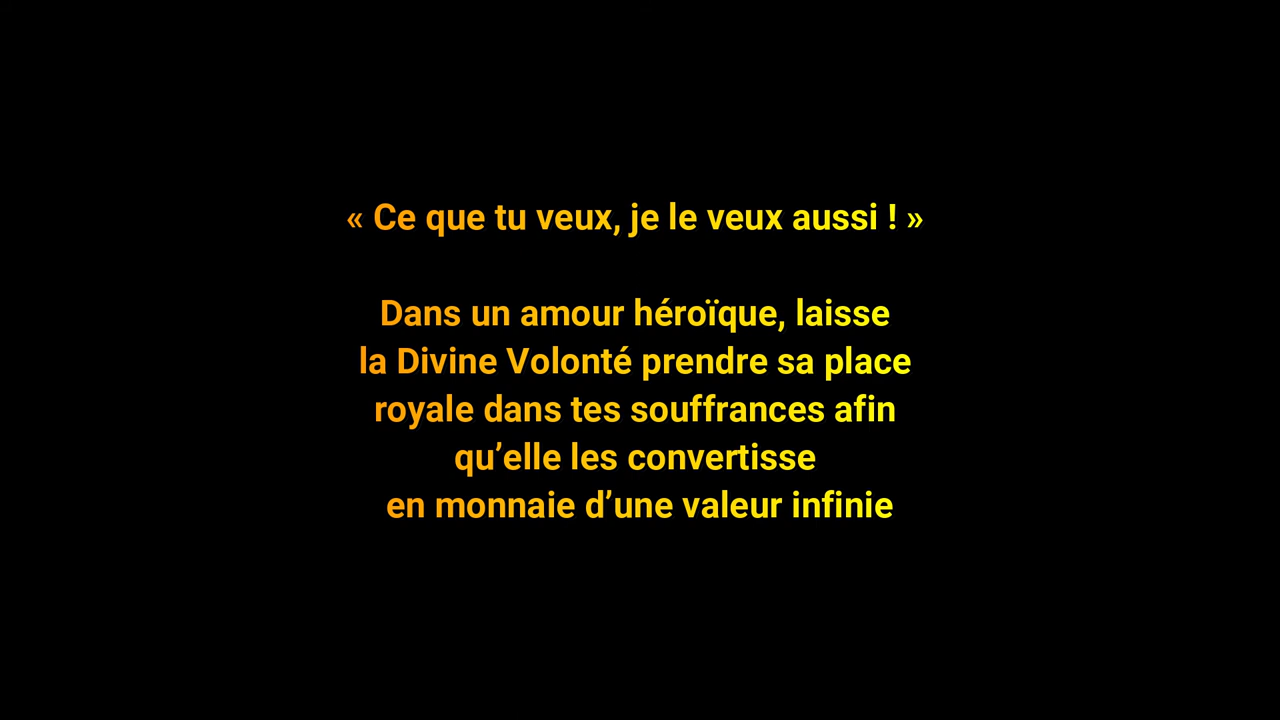 « Ce que tu veux, je le veux aussi ! »
Dans un amour héroïque, laisse
la Divine Volonté prendre sa place
royale dans tes souffrances afin
qu’elle les convertisse
en monnaie d’une valeur infinie